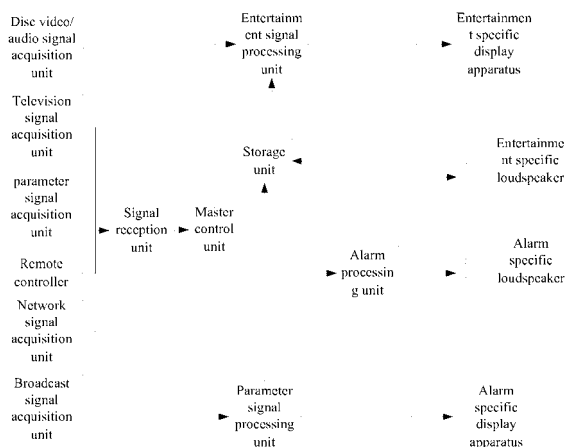 Disc video/
audio signal
acquisition
unit
Entertainm
ent signal
processing
unit
Entertainmen
t specific
display
apparatus
Television
signal
acquisition
unit
Storage
unit
Entertainme
nt specific
loudspeaker
parameter
signal
acquisition
unit
Signal
reception
unit
Master
control
unit
Remote
controller
Alarm
processin
g unit
Alarm
specific
loudspeaker
Network
signal
acquisition
unit
Broadcast
signal
acquisition
unit
Parameter
signal
processing
unit
Alarm
specific
display
apparatus